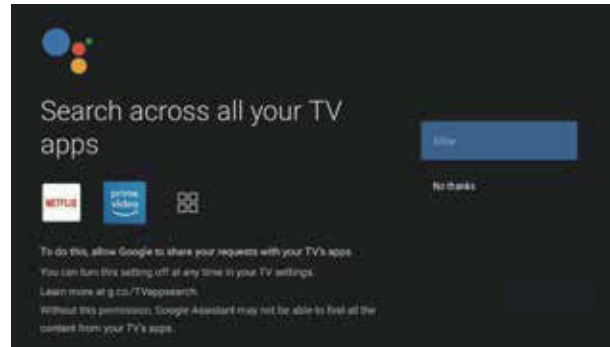 Search across all your TV
apps
Allow
No thanks
NETFLIX
prime
video
To do this, allow Google to share your requests with your TV's apps.
You can turn this setting off at any time in your TV settings.
Learn more at g.co/TVappsearch
Without this permission, Google Assistant may not be able to find all the
content from your TV's apps.